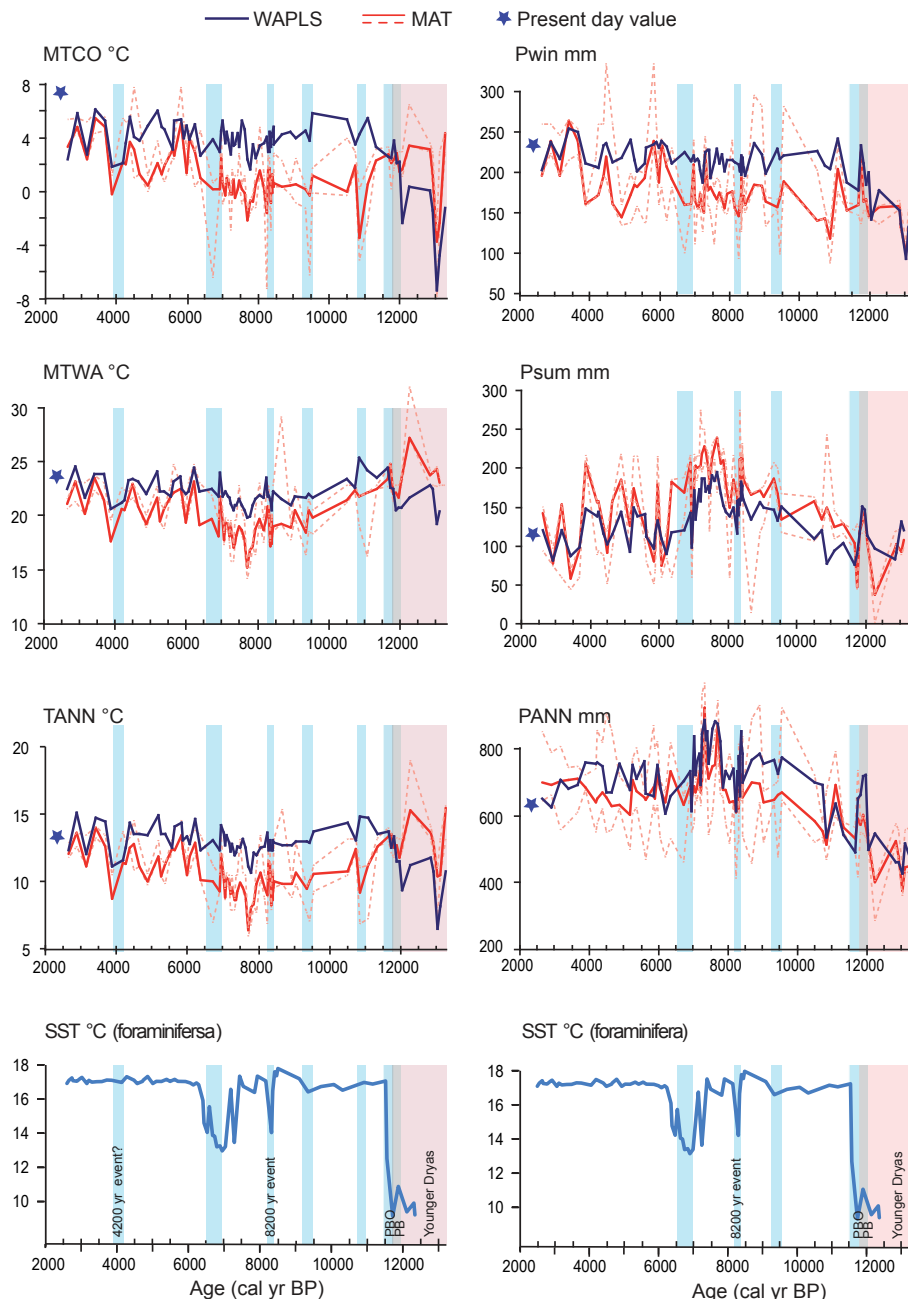 WAPLS MAT Present day value
MTCO °C
8
4
0
-4
-8
2000 4000 6000 8000 10000 12000
Pwin mm
300
250
200
150
100
50
2000 4000 6000 8000 10000 12000
MTWA °C
30
25
20
15
10
2000 4000 6000 8000 10000 12000
Psum mm
300
200
150
100
50
0
2000 4000 6000 8000 10000 12000
TANN °C
20
15
10
5
2000 4000 6000 8000 10000 12000
PANN mm
800
600
400
200
2000 4000 6000 8000 10000 12000
SST °C (foraminifersa)
18
16
14
12
10
4200 yr event?
8200 yr event
PBO
PB
Younger Dryas
2000 4000 6000 8000 10000 12000
Age (cal yr BP)
SST °C (foraminifera)
18
16
14
12
10
8200 yr event
PBO
PB
Younger Dryas
2000 4000 6000 8000 10000 12000
Age (cal yr BP)